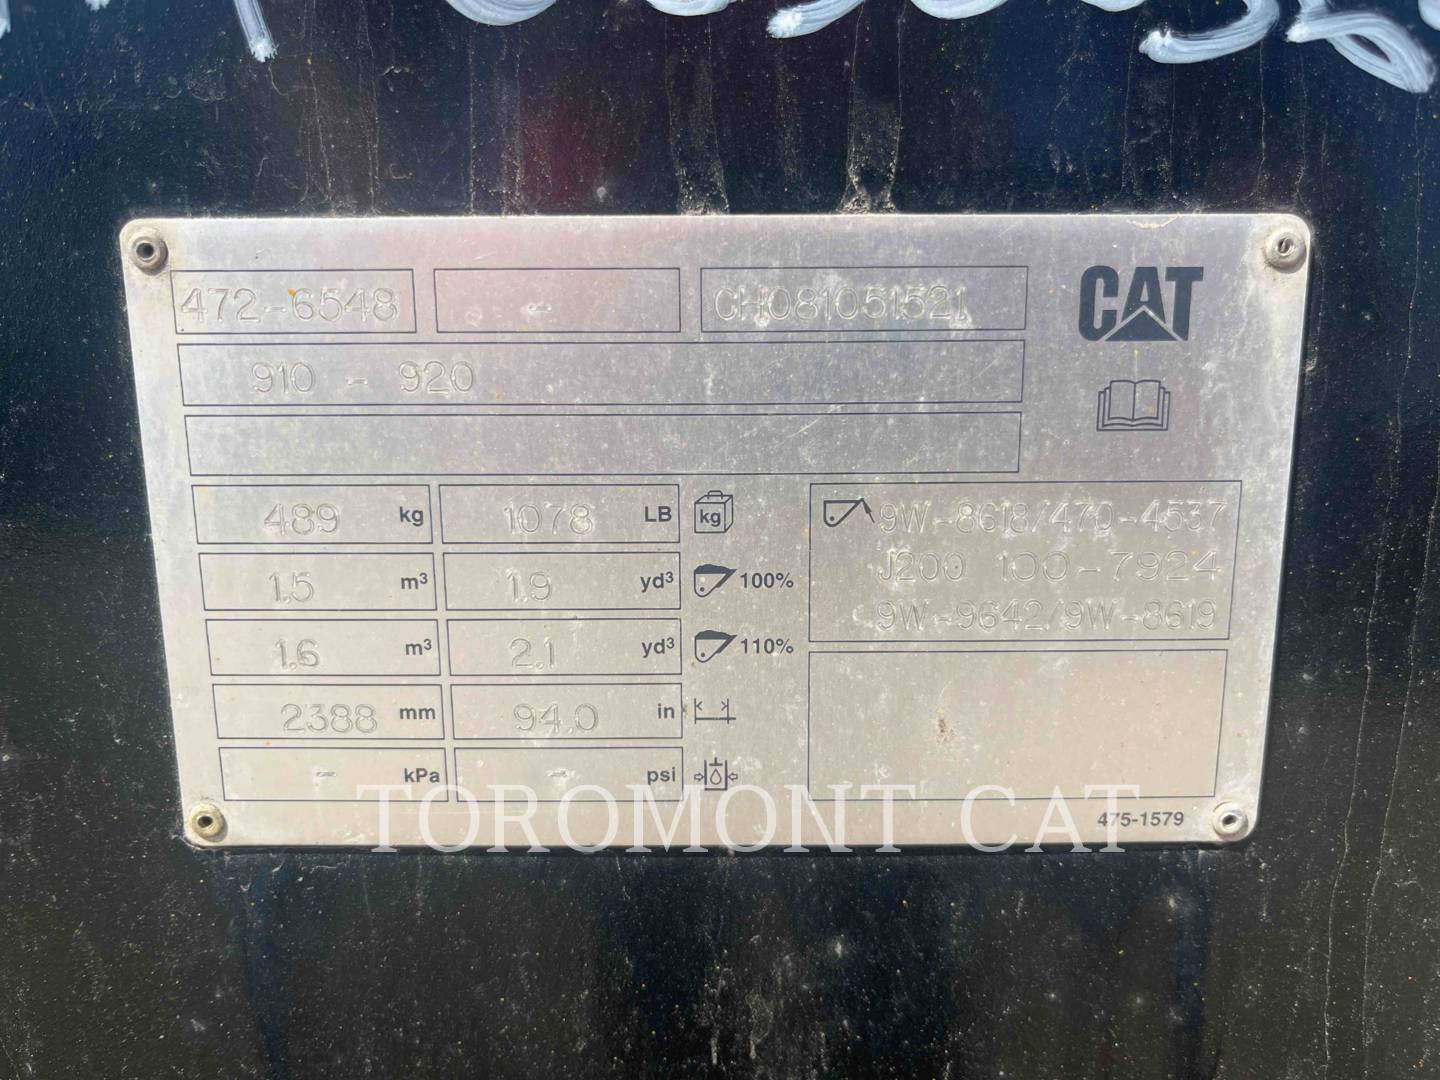 472-6548 - CH081051521 CAT
910 - 920
489 kg 1078 LB kg 9W-8618/470-4537
J200 100-7924
1.5 m³ 1.9 yd³ 100%
9W-9642/9W-8619
1.6 m³ 2.1 yd³ 110%
2388 mm 94.0 in
- kPa - psi
475-1579
TOROMONT CAT